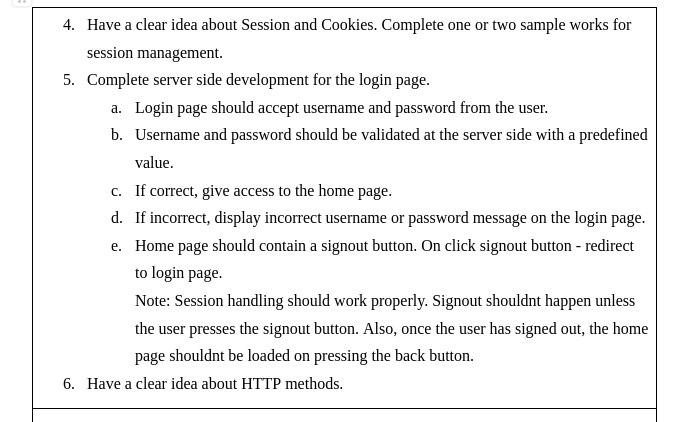 4. Have a clear idea about Session and Cookies. Complete one or two sample works for
session management.
5. Complete server side development for the login page.
a. Login page should accept username and password from the user.
b. Username and password should be validated at the server side with a predefined
value.
c. If correct, give access to the home page.
d. If incorrect, display incorrect username or password message on the login page.
e. Home page should contain a signout button. On click signout button - redirect
to login page.
Note: Session handling should work properly. Signout shouldnt happen unless
the user presses the signout button. Also, once the user has signed out, the home
page shouldnt be loaded on pressing the back button.
6. Have a clear idea about HTTP methods.